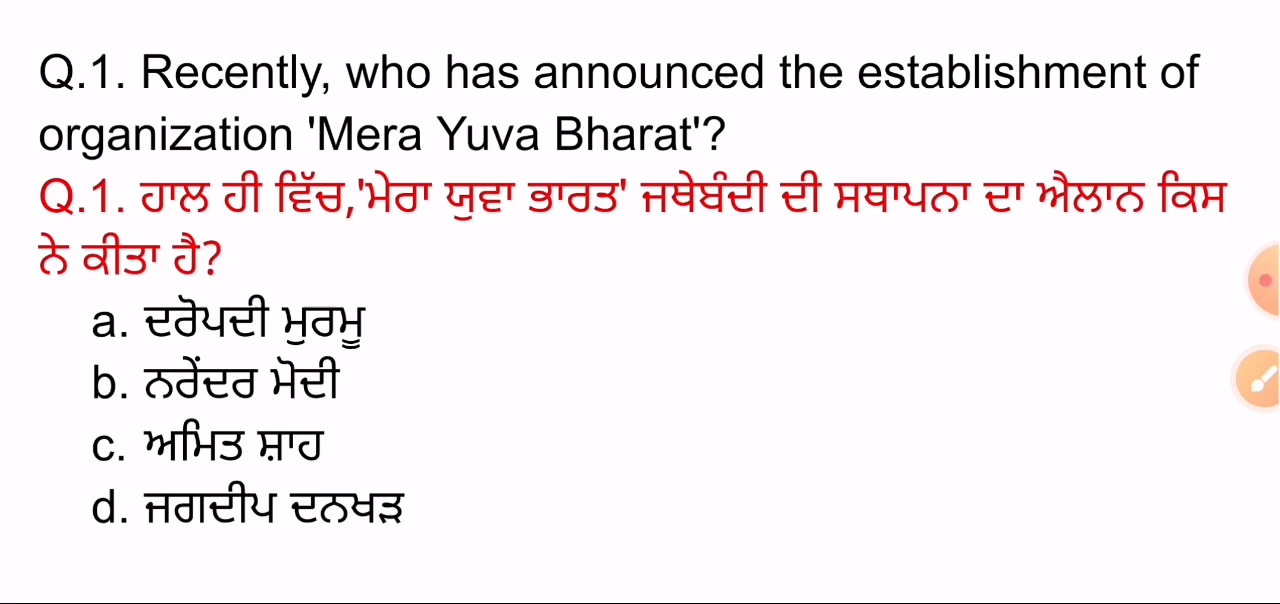 Q.1. Recently, who has announced the establishment of
organization 'Mera Yuva Bharat'?
Q.1. ਹਾਲ ਹੀ ਵਿੱਚ,'ਮੇਰਾ ਯੁਵਾ ਭਾਰਤ' ਜਥੇਬੰਦੀ ਦੀ ਸਥਾਪਨਾ ਦਾ ਐਲਾਨ ਕਿਸ
ਨੇ ਕੀਤਾ ਹੈ?
a. ਦਰੋਪਦੀ ਮੁਰਮੂ
b. ਨਰੇਂਦਰ ਮੋਦੀ
c. ਅਮਿਤ ਸ਼ਾਹ
d. ਜਗਦੀਪ ਦਨਖੜ